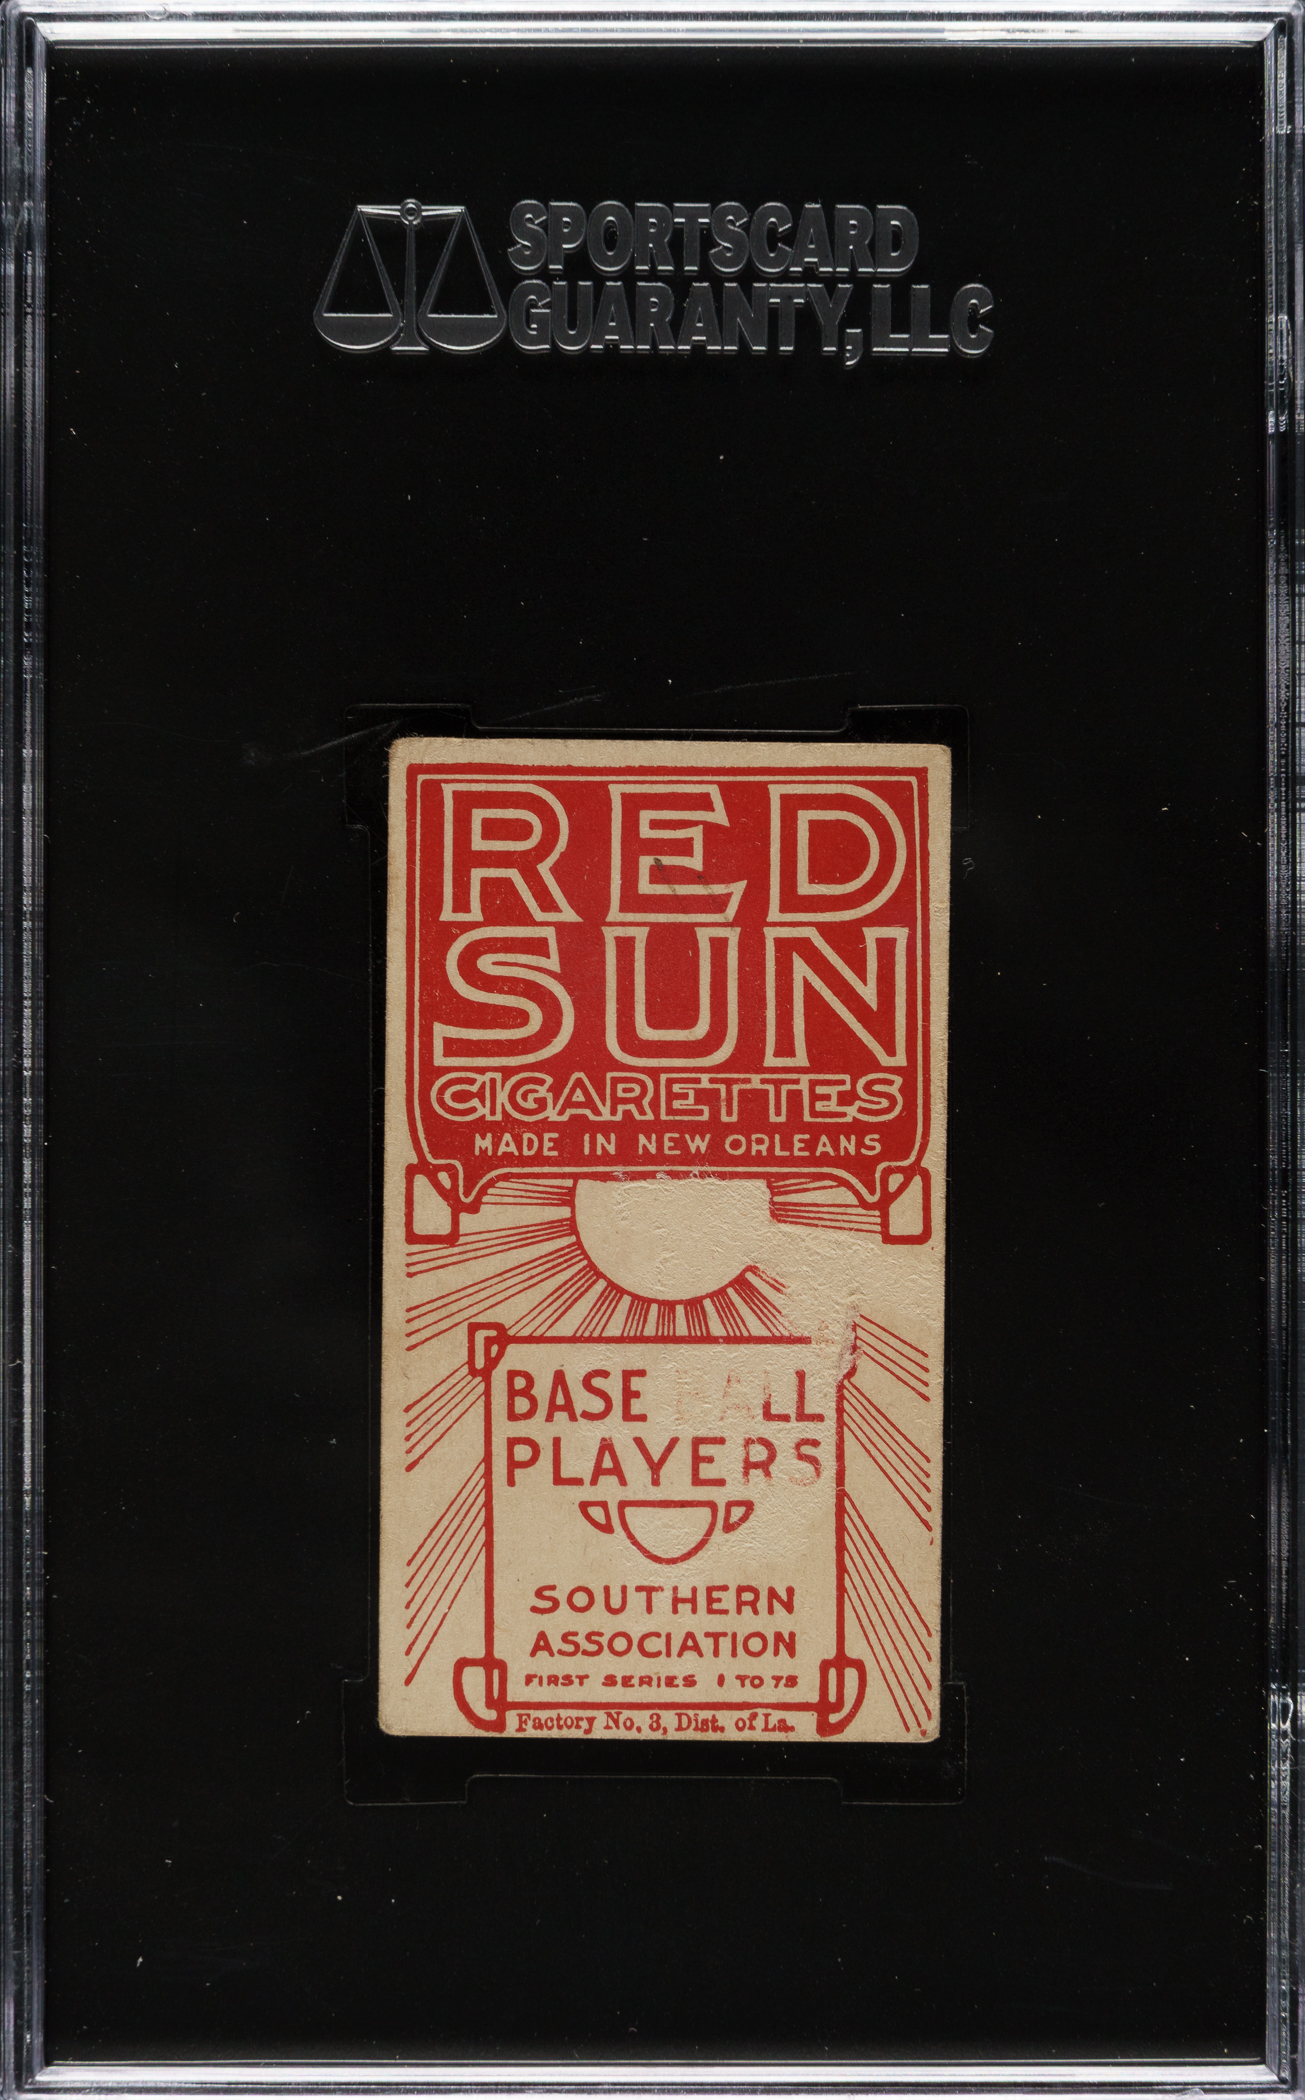 SPORTSCARD
GUARANTY, LLC
RED
SUN
CIGARETTES
MADE IN NEW ORLEANS
BASE BALL
PLAYERS
SOUTHERN
ASSOCIATION
FIRST SERIES 1 TO 75
Factory No. 3, Dist. of La.